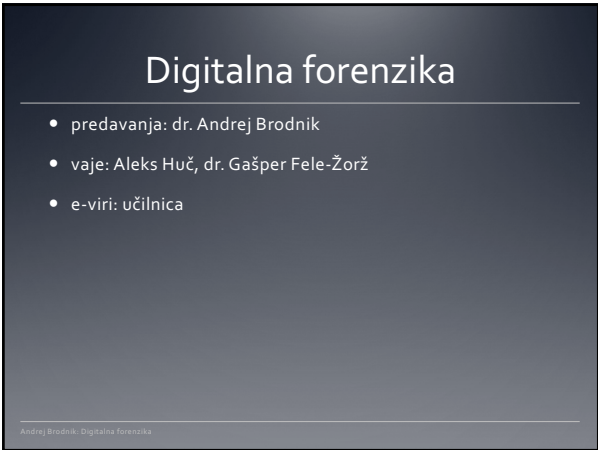 Digitalna forenzika
• predavanja: dr. Andrej Brodnik
• vaje: Aleks Huč, dr. Gašper Fele-Žorž
• e-viri: učilnica
Andrej Brodnik: Digitalna forenzika